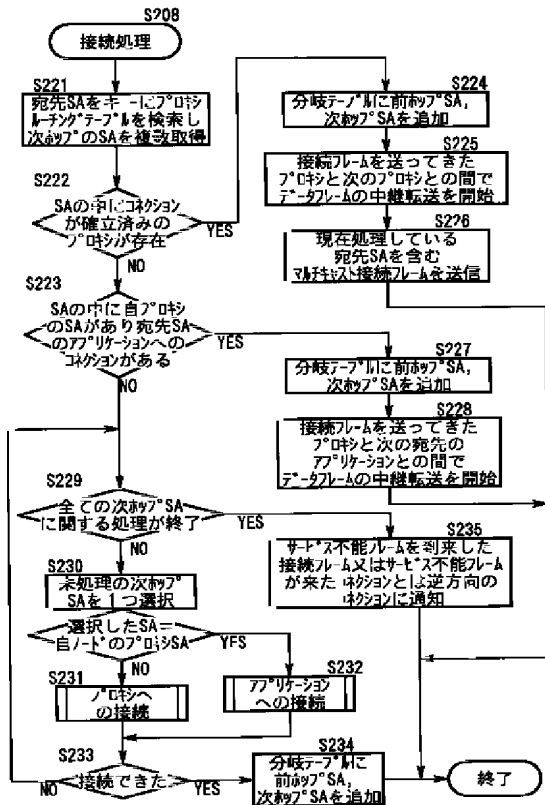 S208
接続処理
S221
宛先SAをキーにプロキシ
ルーチングテーブルを検索し
次ホップのSAを複数取得
S222
SAの中にコネクション
が確立済みの
プロキシが存在
YES
NO
S223
SAの中に自プロキシ
のSAがあり宛先SA
のアプリケーションへの
コネクションがある
YES
NO
S224
分岐テーブルに前ホップSA,
次ホップSAを追加
S225
接続フレームを送ってきた
プロキシと次のプロキシとの間で
データフレームの中継転送を開始
S226
現在処理している
宛先SAを含む
マルチキャスト接続フレームを送信
S227
分岐テーブルに前ホップSA,
次ホップSAを追加
S228
接続フレームを送ってきた
プロキシと次の宛先の
アプリケーションとの間で
データフレームの中継転送を開始
S229
全ての次ホップSA
に関する処理が終了
YES
NO
S230
未処理の次ホップ
SAを1つ選択
選択したSA=
自ノードのプロキシSA
YES
NO
S231
プロキシへ
の接続
S232
アプリケーション
への接続
S233
接続できた
NO
YES
S234
分岐テーブルに
前ホップSA,
次ホップSAを追加
S235
サービス不能フレームを到来した
接続フレーム又はサービス不能フレーム
が来たコネクションとは逆方向の
コネクションに通知
終了